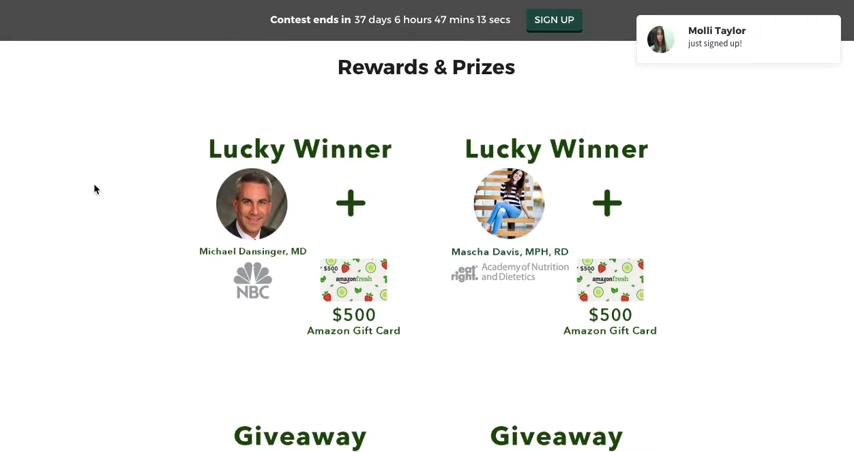 Contest ends in 37 days 6 hours 47 mins 13 secs
SIGN UP
Molli Taylor
just signed up!
Rewards & Prizes
Lucky Winner
Michael Dansinger, MD
NBC
$500
amazonfresh
$500
Amazon Gift Card
Lucky Winner
Mascha Davis, MPH, RD
eat right.
Academy of Nutrition
and Dietetics
$500
amazonfresh
$500
Amazon Gift Card
Giveaway
Giveaway